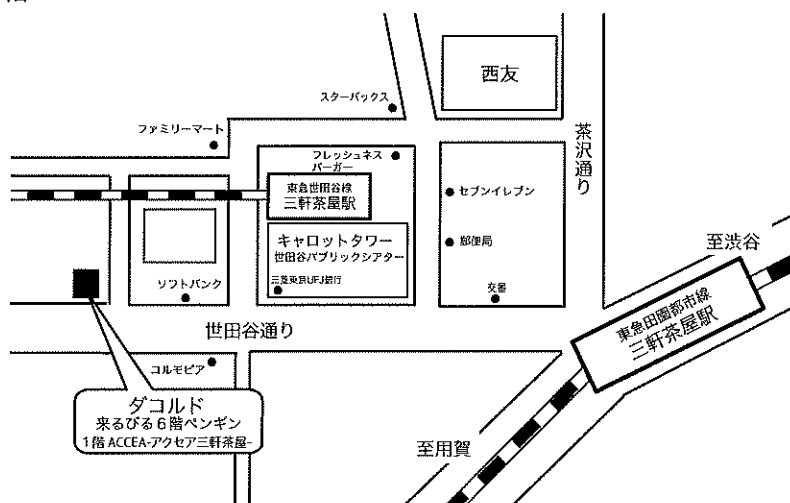 西友
スターバックス
ファミリーマート
フレッシュネス
バーガー
茶沢通り
東急世田谷線
三軒茶屋駅
セブンイレブン
キャロットタワー
世田谷パブリックシアター
郵便局
至渋谷
三菱東京UFJ銀行
ソフトバンク
交番
東急田園都市線
三軒茶屋駅
世田谷通り
コルモピア
ダコルド
来るびる6階ペンギン
1階 ACCEA-アクセア三軒茶屋-
至用賀